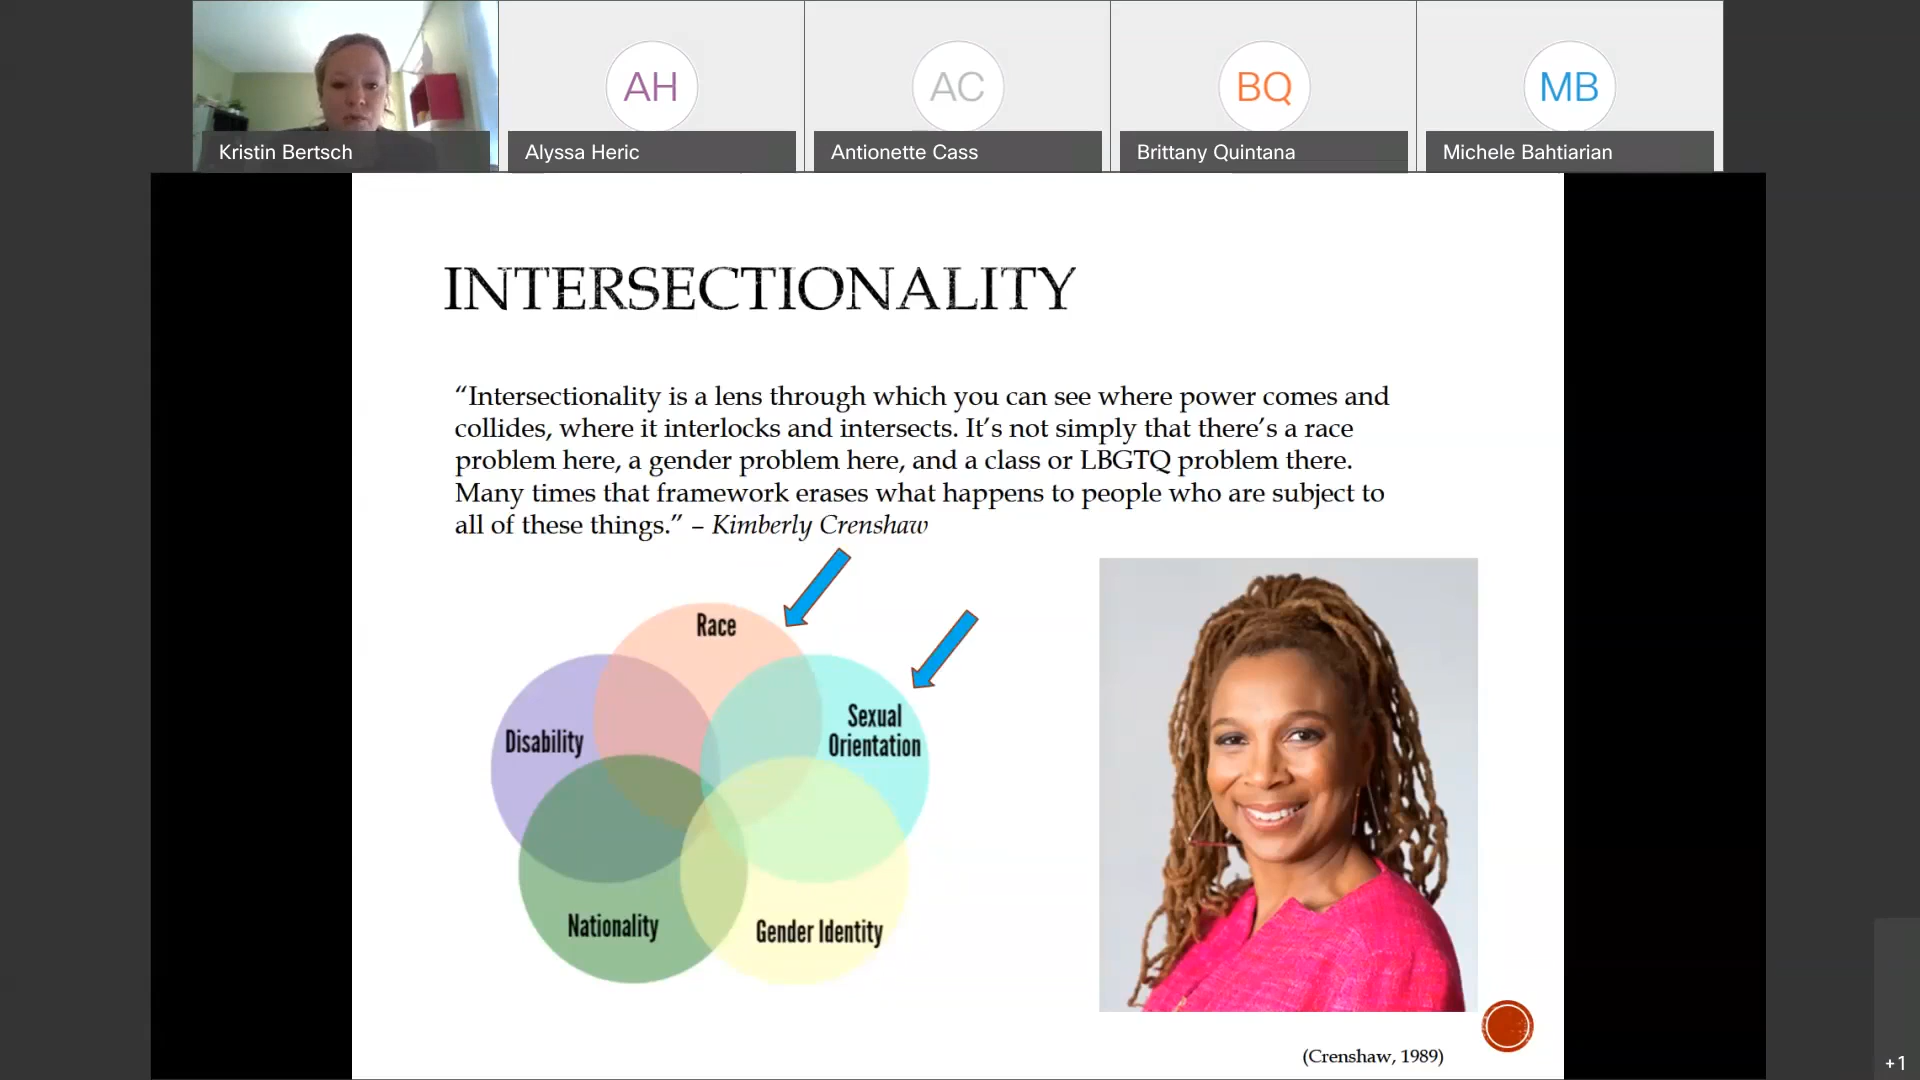 AH
AC
BQ
MB
Kristin Bertsch
Alyssa Heric
Antionette Cass
Brittany Quintana
Michele Bahtiarian
INTERSECTIONALITY
“Intersectionality is a lens through which you can see where power comes and
collides, where it interlocks and intersects. It’s not simply that there’s a race
problem here, a gender problem here, and a class or LBGTQ problem there.
Many times that framework erases what happens to people who are subject to
all of these things.” – Kimberly Crenshaw
Race
Sexual
Orientation
Disability
Nationality
Gender Identity
(Crenshaw, 1989)
+1